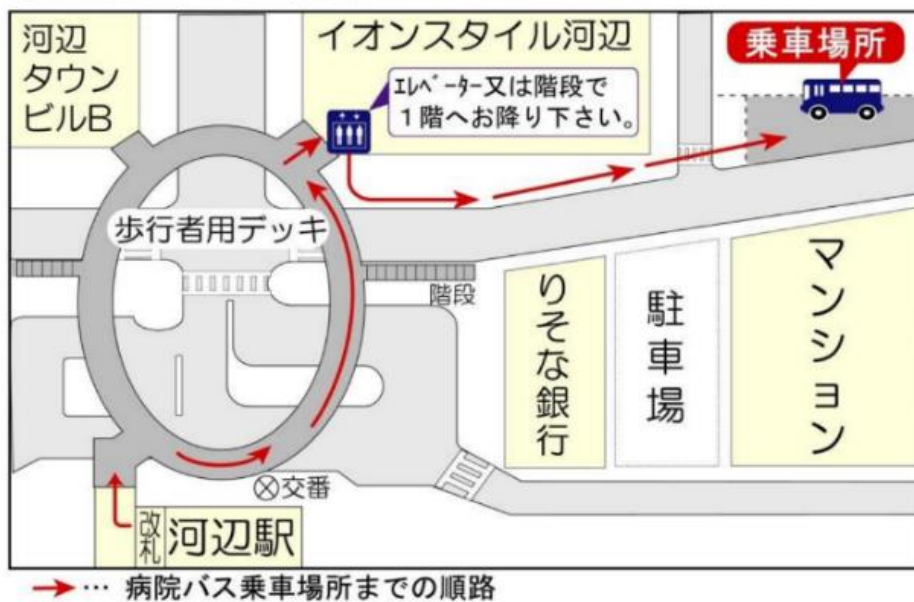 河辺
タウン
ビルB
イオンスタイル河辺
乗車場所
エレベーター又は階段で
1階へお降り下さい。
歩行者用デッキ
階段
りそな銀行
駐車場
マンション
交番
改札
河辺駅
→… 病院バス乗車場所までの順路